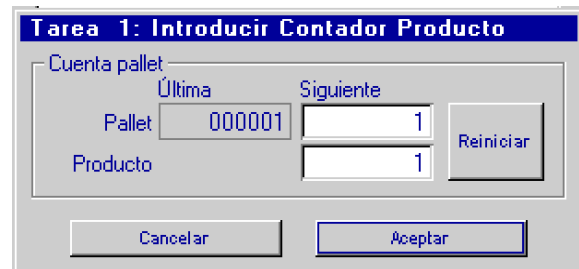 Tarea 1: Introducir Contador Producto
Cuenta pallet
Última Siguiente
Pallet 000001 1 Reiniciar
Producto 1
Cancelar Aceptar